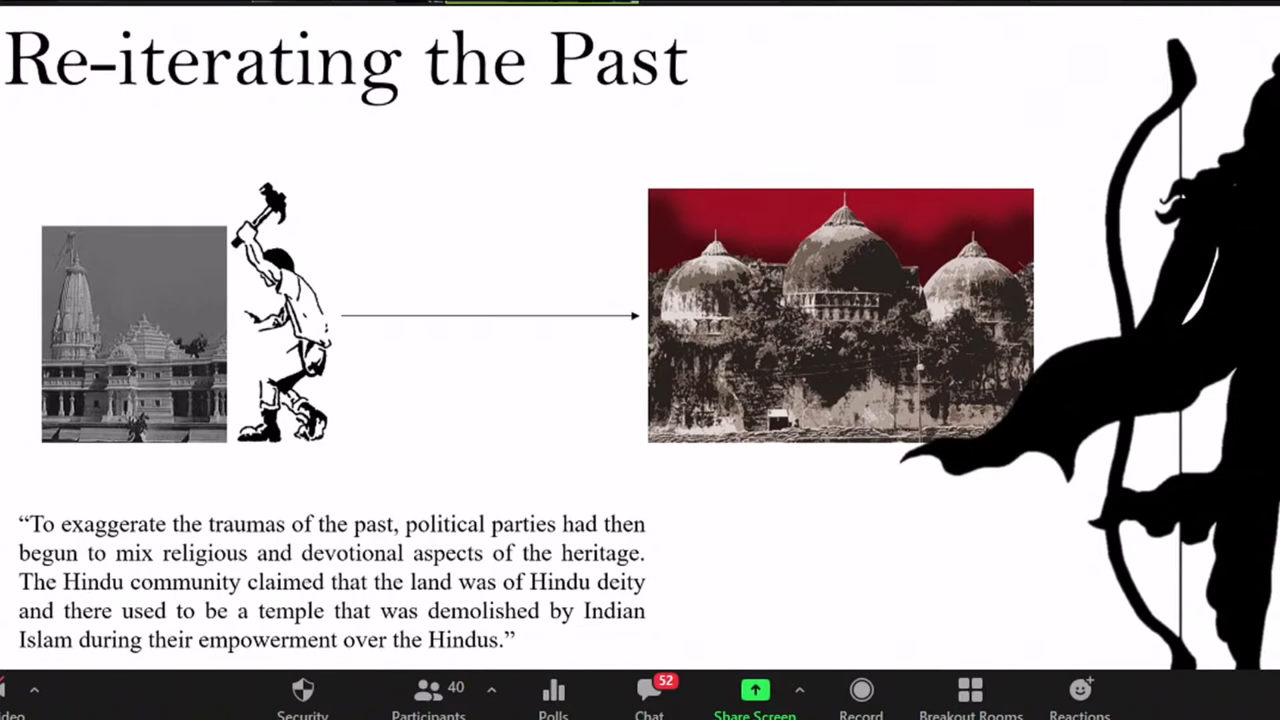 Re-iterating the Past
“To exaggerate the traumas of the past, political parties had then
begun to mix religious and devotional aspects of the heritage.
The Hindu community claimed that the land was of Hindu deity
and there used to be a temple that was demolished by Indian
Islam during their empowerment over the Hindus.”
40
52
ideo
Security
Participants
Polls
Chat
Share Screen
Record
Breakout Rooms
Reactions